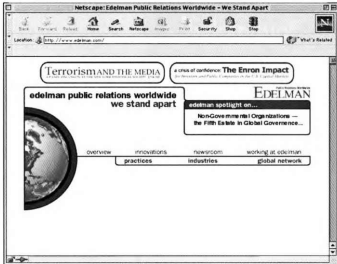 Netscape: Edelman Public Relations Worldwide - We Stand Apart
Back Forward Reload Home Search Netscape Images Print Security Shop Stop
Location: http://www.edelman.com/ What's Related
Terrorism AND THE MEDIA
a crisis of confidence: The Enron Impact
EDELMAN
edelman public relations worldwide
we stand apart
edelman spotlight on...
Non-Governmental Organizations —
the Fifth Estate in Global Governence...
overview innovations newsroom working at edelman
practices industries global network